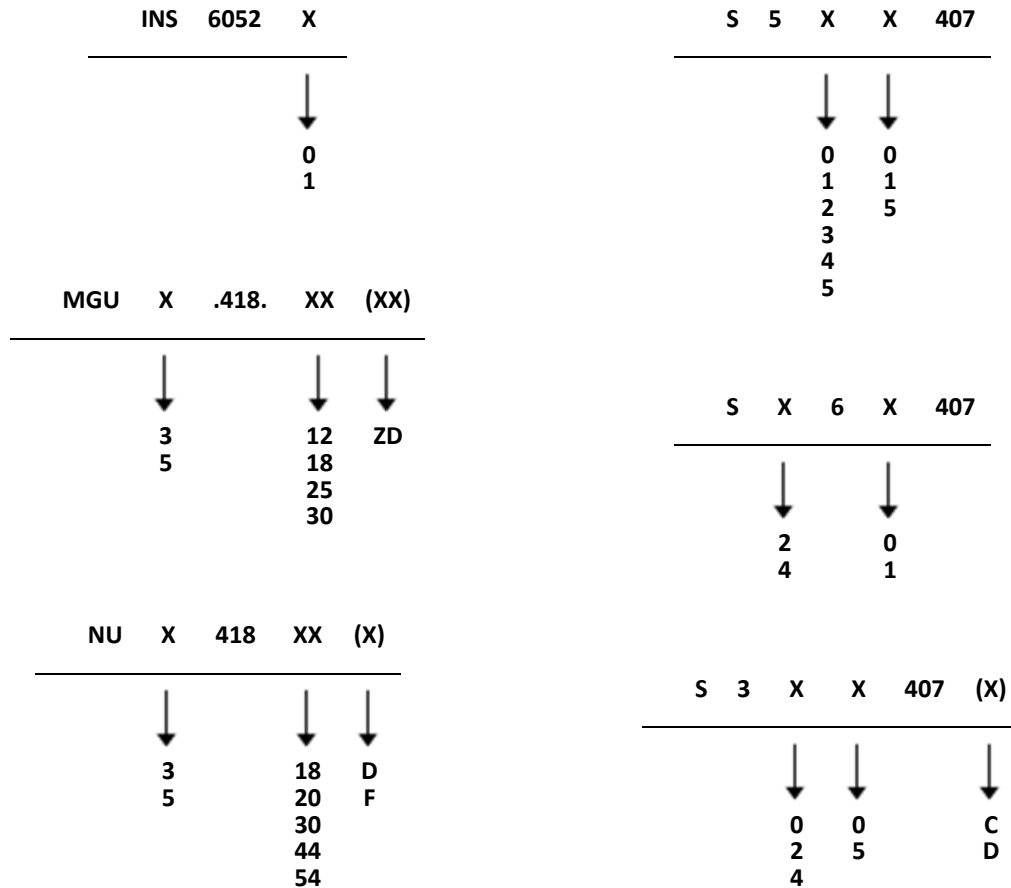 INS 6052 X
0
1
MGU X .418. XX (XX)
3 12 ZD
5 18
25
30
NU X 418 XX (X)
3 18 D
5 20 F
30
44
54
S 5 X X 407
0 0
1 1
2 5
3
4
5
S X 6 X 407
2 0
4 1
S 3 X X 407 (X)
0 0 C
2 5 D
4